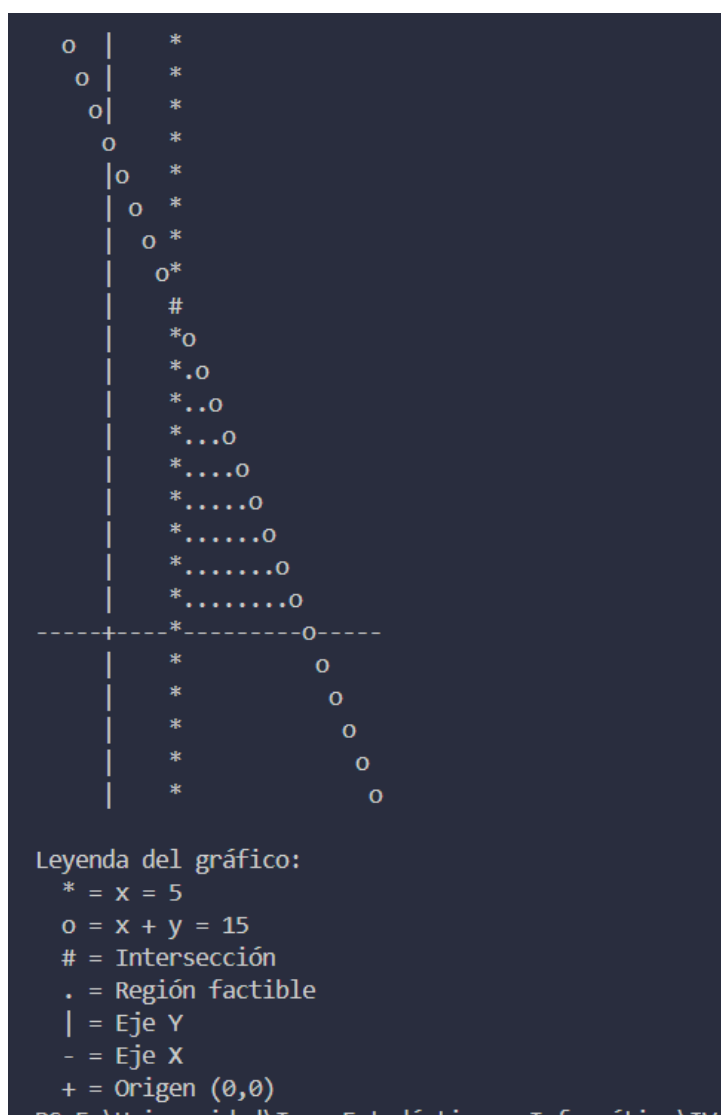 o  |    *
   o |    *
    o|    *
     o    *
     |o   *
     | o  *
     |  o *
     |   o*
     |    #
     |    *o
     |    *.o
     |    *..o
     |    *...o
     |    *....o
     |    *.....o
     |    *......o
     |    *.......o
     |    *........o
-----+----*---------o-----
     |    *          o
     |    *           o
     |    *            o
     |    *             o
     |    *              o
Leyenda del gráfico:
  * = x = 5
  o = x + y = 15
  # = Intersección
  . = Región factible
  | = Eje Y
  - = Eje X
  + = Origen (0,0)